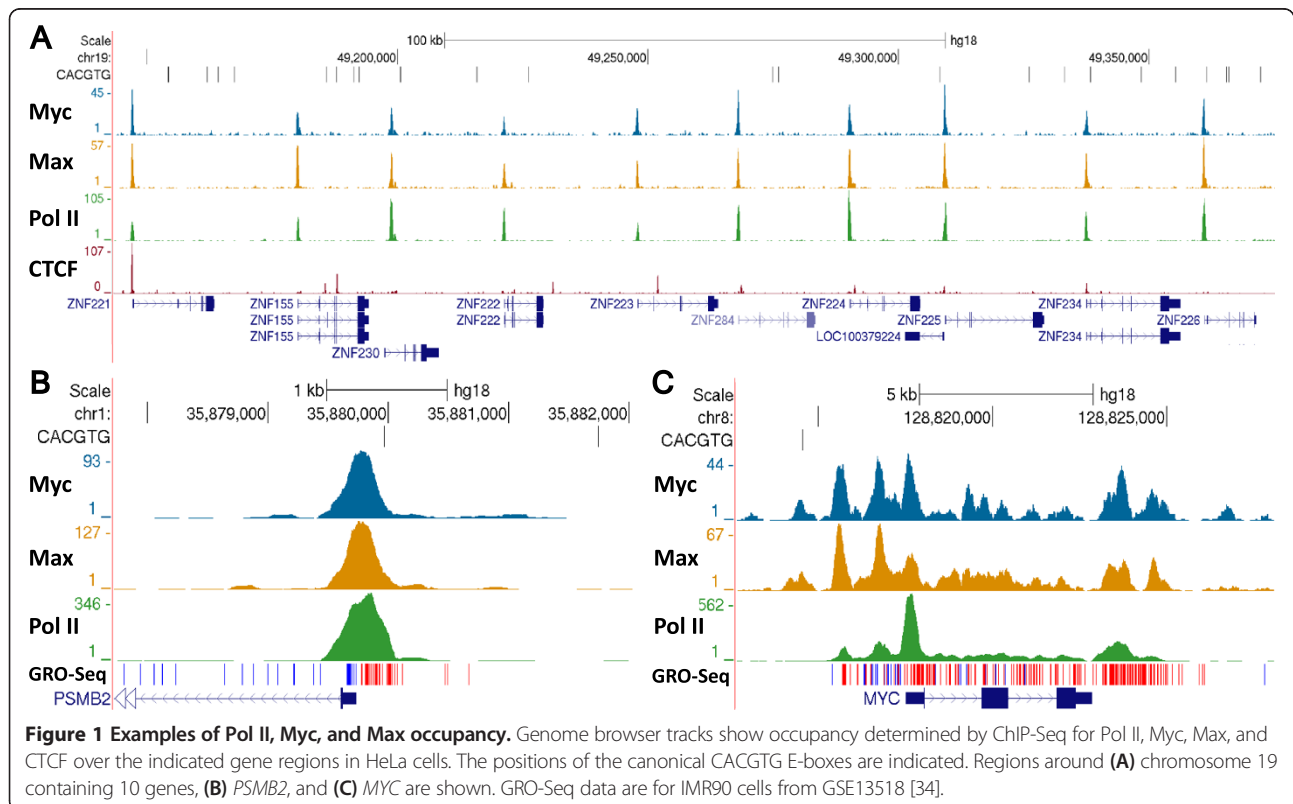 A
Scale 100 kb hg18
chr19: 49,200,000 49,250,000 49,300,000 49,350,000
CACGTG
45 -
Myc
1 -
57 -
Max
1 -
105 -
Pol II
1 -
107 -
CTCF
0 -
ZNF221 ZNF155 ZNF222 ZNF223 ZNF224 ZNF234
ZNF155 ZNF222 ZNF284 ZNF225 ZNF226
ZNF155 LOC100379224 ZNF234
ZNF230
B
Scale 1 kb hg18
chr1: 35,879,000 35,880,000 35,881,000 35,882,000
CACGTG
93 -
Myc
1 -
127 -
Max
1 -
346 -
Pol II
1 -
GRO-Seq
PSMB2
C
Scale 5 kb hg18
chr8: 128,820,000 128,825,000
CACGTG
44 -
Myc
1 -
67 -
Max
1 -
562 -
Pol II
1 -
GRO-Seq
MYC
Figure 1 Examples of Pol II, Myc, and Max occupancy. Genome browser tracks show occupancy determined by ChIP-Seq for Pol II, Myc, Max, and
CTCF over the indicated gene regions in HeLa cells. The positions of the canonical CACGTG E-boxes are indicated. Regions around (A) chromosome 19
containing 10 genes, (B) PSMB2, and (C) MYC are shown. GRO-Seq data are for IMR90 cells from GSE13518 [34].